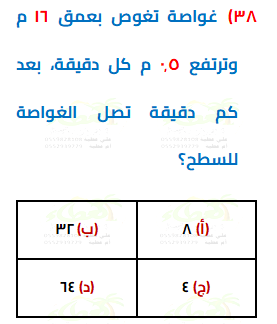 ٣٨) غواصة تغوص بعمق ١٦ م
وترتفع ٠,٥ م كل دقيقة، بعد
كم دقيقة تصل الغواصة
للسطح؟
(أ) ٨
(ب) ٣٢
(ج) ٤
(د) ٦٤